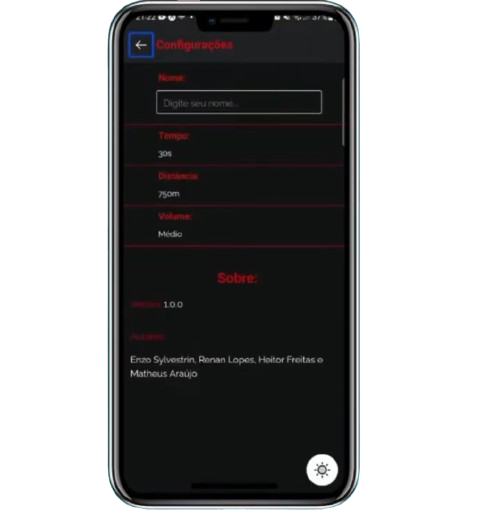 21:22
37%
Configurações
Nome:
Digite seu nome...
Tempo:
30s
Distância
750m
Volume:
Médio
Sobre:
Versão: 1.0.0
Autores:
Enzo Sylvestrin, Renan Lopes, Heitor Freitas e
Matheus Araújo